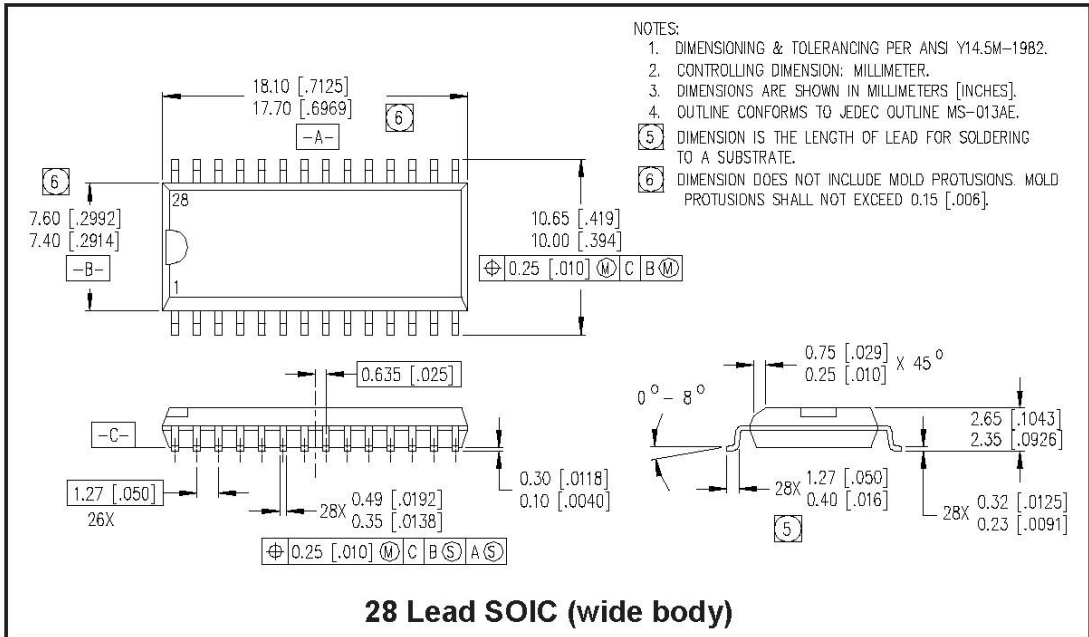 NOTES:
1. DIMENSIONING & TOLERANCING PER ANSI Y14.5M-1982.
2. CONTROLLING DIMENSION: MILLIMETER.
3. DIMENSIONS ARE SHOWN IN MILLIMETERS [INCHES].
4. OUTLINE CONFORMS TO JEDEC OUTLINE MS-013AE.
5 DIMENSION IS THE LENGTH OF LEAD FOR SOLDERING
TO A SUBSTRATE.
6 DIMENSION DOES NOT INCLUDE MOLD PROTUSIONS. MOLD
PROTUSIONS SHALL NOT EXCEED 0.15 [.006].
18.10 [.7125]
17.70 [.6969]
6
-A-
6
7.60 [.2992]
7.40 [.2914]
-B-
28
1
10.65 [.419]
10.00 [.394]
⌖ 0.25 [.010] Ⓜ C B Ⓜ
0.635 [.025]
-C-
1.27 [.050]
26X
28X 0.49 [.0192]
0.35 [.0138]
0.30 [.0118]
0.10 [.0040]
⌖ 0.25 [.010] Ⓜ C B Ⓢ A Ⓢ
0.75 [.029]
0.25 [.010]
X 45°
0° - 8°
2.65 [.1043]
2.35 [.0926]
28X 1.27 [.050]
0.40 [.016]
5
28X 0.32 [.0125]
0.23 [.0091]
28 Lead SOIC (wide body)